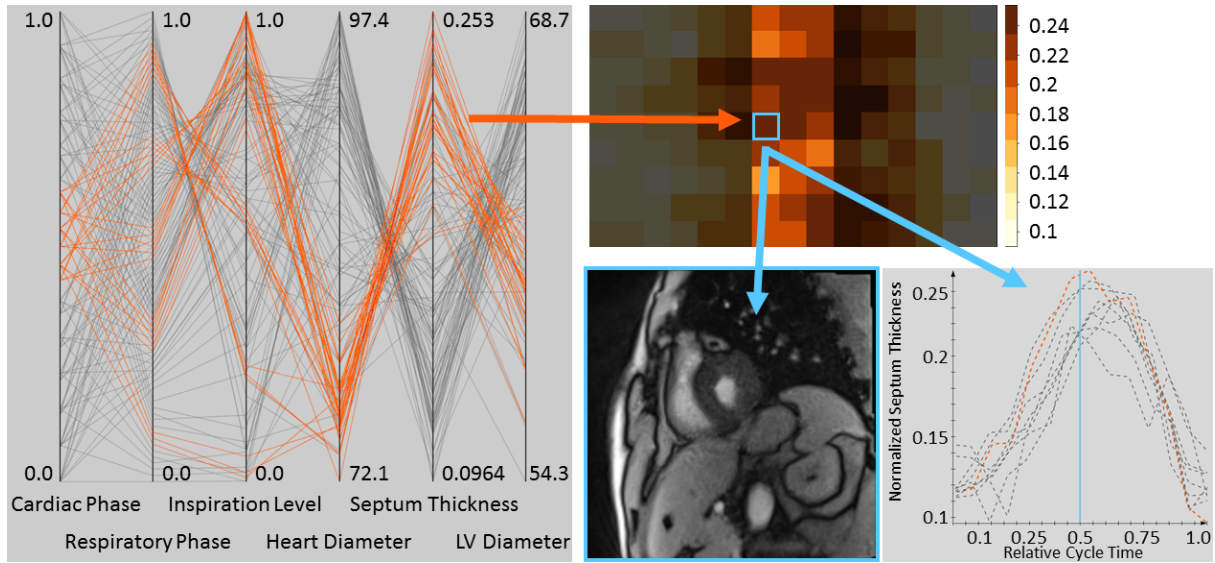 1.0 1.0 1.0 97.4 0.253 68.7
0.0 0.0 0.0 72.1 0.0964 54.3
Cardiac Phase Inspiration Level Septum Thickness
Respiratory Phase Heart Diameter LV Diameter
0.24
0.22
0.2
0.18
0.16
0.14
0.12
0.1
Normalized Septum Thickness
0.25
0.2
0.15
0.1
0.1 0.25 0.5 0.75 1.0
Relative Cycle Time